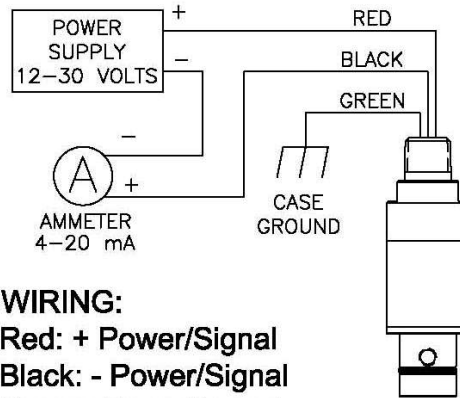 POWER
SUPPLY
12-30 VOLTS
+
-
RED
BLACK
GREEN
-
A
+
AMMETER
4-20 mA
CASE
GROUND
WIRING:
Red: + Power/Signal
Black: - Power/Signal